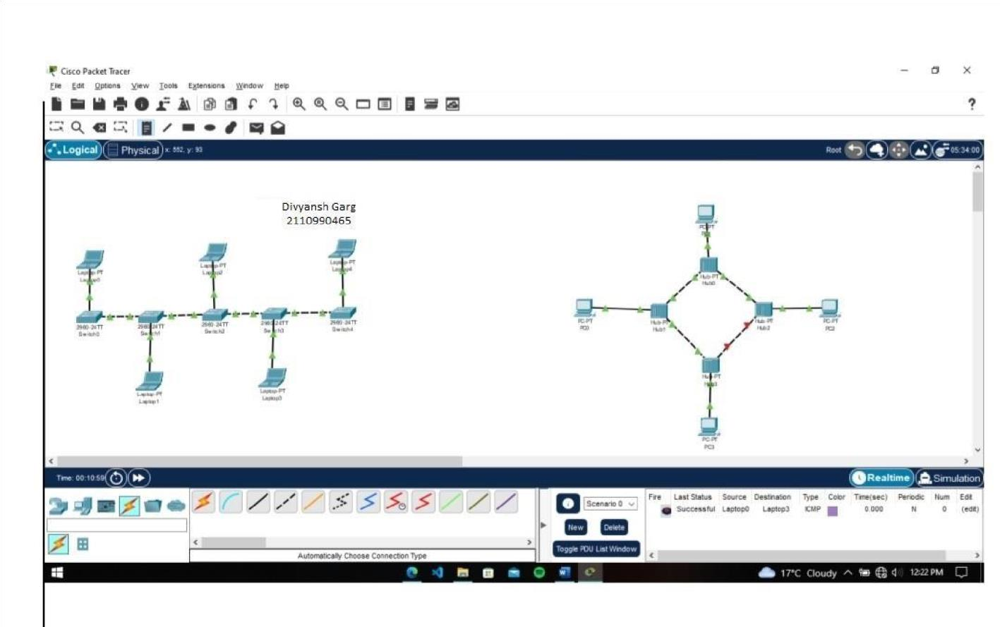 Cisco Packet Tracer
File Edit Options View Tools Extensions Window Help
?
Logical Physical x: 552, y: 93 Root 05:34:00
Divyansh Garg
2110990465
Laptop-PT
Laptop0
Laptop-PT
Laptop2
Laptop-PT
Laptop4
2960-24TT
Switch0
2960-24TT
Switch1
2960-24TT
Switch2
2960-24TT
Switch3
2960-24TT
Switch4
Laptop-PT
Laptop1
Laptop-PT
Laptop3
PC-PT
Hub-PT
Hub0
PC-PT
PC0
Hub-PT
Hub1
Hub-PT
Hub2
PC-PT
PC2
Hub-PT
Hub3
PC-PT
PC3
Time: 00:10:59 Realtime Simulation
Scenario 0
New Delete
Toggle PDU List Window
Fire Last Status Source Destination Type Color Time(sec) Periodic Num Edit
Successful Laptop0 Laptop3 ICMP 0.000 N 0 (edit)
Automatically Choose Connection Type
17°C Cloudy 12:22 PM